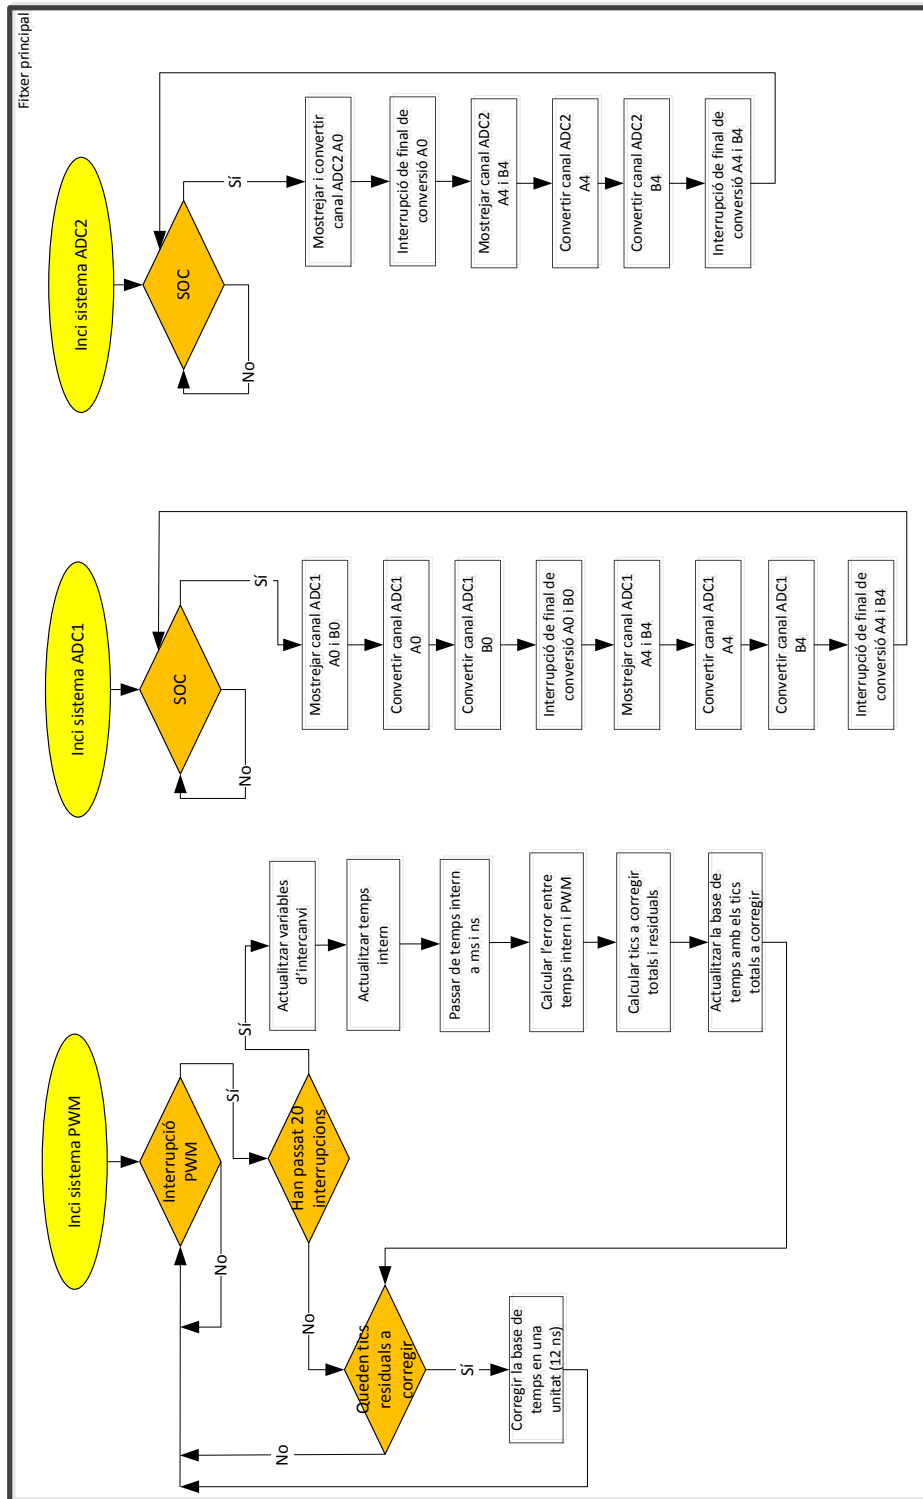 Fitxer principal
Inci sistema PWM
Interrupció
PWM
No
Sí
Han passat 20
interrupcions
Sí
No
Queden tics
residuals a
corregir
No
Sí
Corregir la base de
temps en una
unitat (12 ns)
Actualitzar variables
d'intercanvi
Actualitzar temps
intern
Passar de temps intern
a ms i ns
Calcular l'error entre
temps intern i PWM
Calcular tics a corregir
totals i residuals
Actualitzar la base de
temps amb els tics
totals a corregir
Inci sistema ADC1
SOC
No
Sí
Mostrejar canal ADC1
A0 i B0
Convertir canal ADC1
A0
Convertir canal ADC1
B0
Interrupció de final de
conversió A0 i B0
Mostrejar canal ADC1
A4 i B4
Convertir canal ADC1
A4
Convertir canal ADC1
B4
Interrupció de final de
conversió A4 i B4
Inci sistema ADC2
SOC
No
Sí
Mostrejar i convertir
canal ADC2 A0
Interrupció de final de
conversió A0
Mostrejar canal ADC2
A4 i B4
Convertir canal ADC2
A4
Convertir canal ADC2
B4
Interrupció de final de
conversió A4 i B4